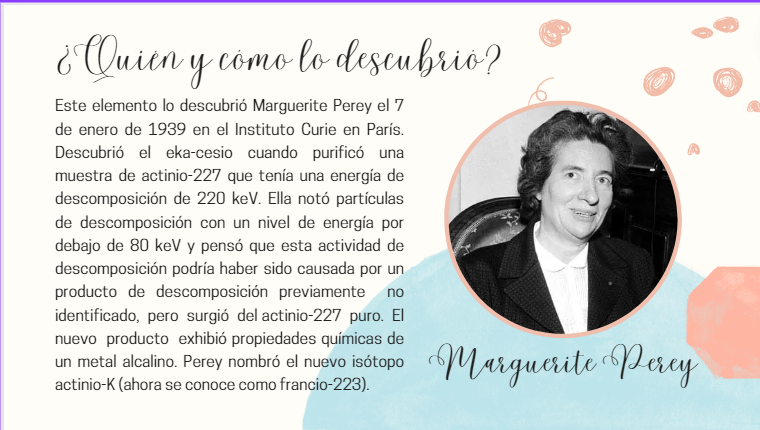 ¿Quién y cómo lo descubrió?
Este elemento lo descubrió Marguerite Perey el 7
de enero de 1939 en el Instituto Curie en París.
Descubrió el eka-cesio cuando purificó una
muestra de actinio-227 que tenía una energía de
descomposición de 220 keV. Ella notó partículas
de descomposición con un nivel de energía por
debajo de 80 keV y pensó que esta actividad de
descomposición podría haber sido causada por un
producto de descomposición previamente no
identificado, pero surgió del actinio-227 puro. El
nuevo producto exhibió propiedades químicas de
un metal alcalino. Perey nombró el nuevo isótopo
actinio-K (ahora se conoce como francio-223).
Marguerite Perey